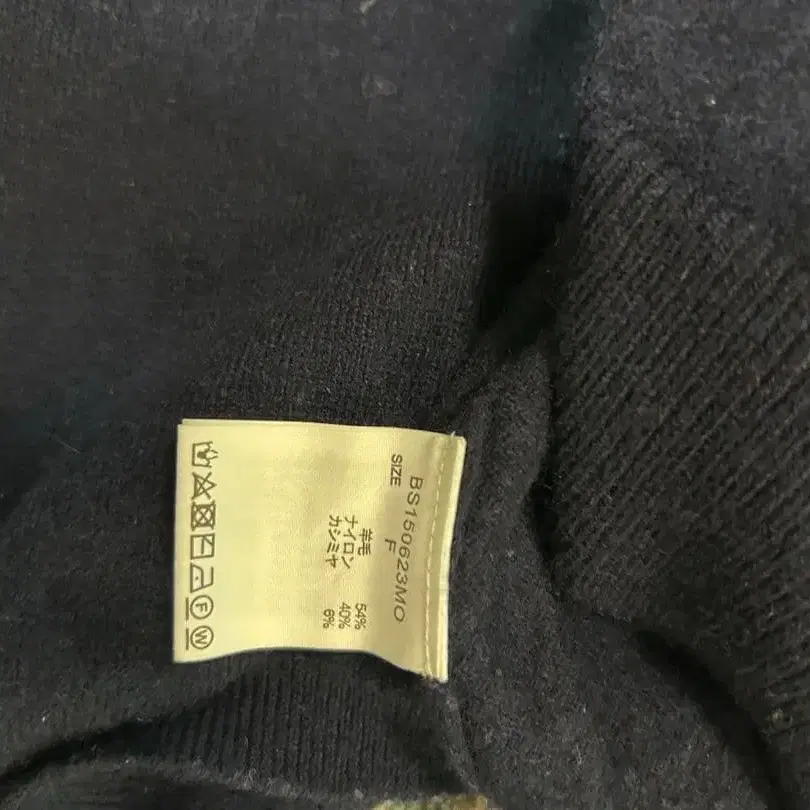 BS150623MO
SIZE F
羊毛 54%
ナイロン 40%
カシミヤ 6%
F W